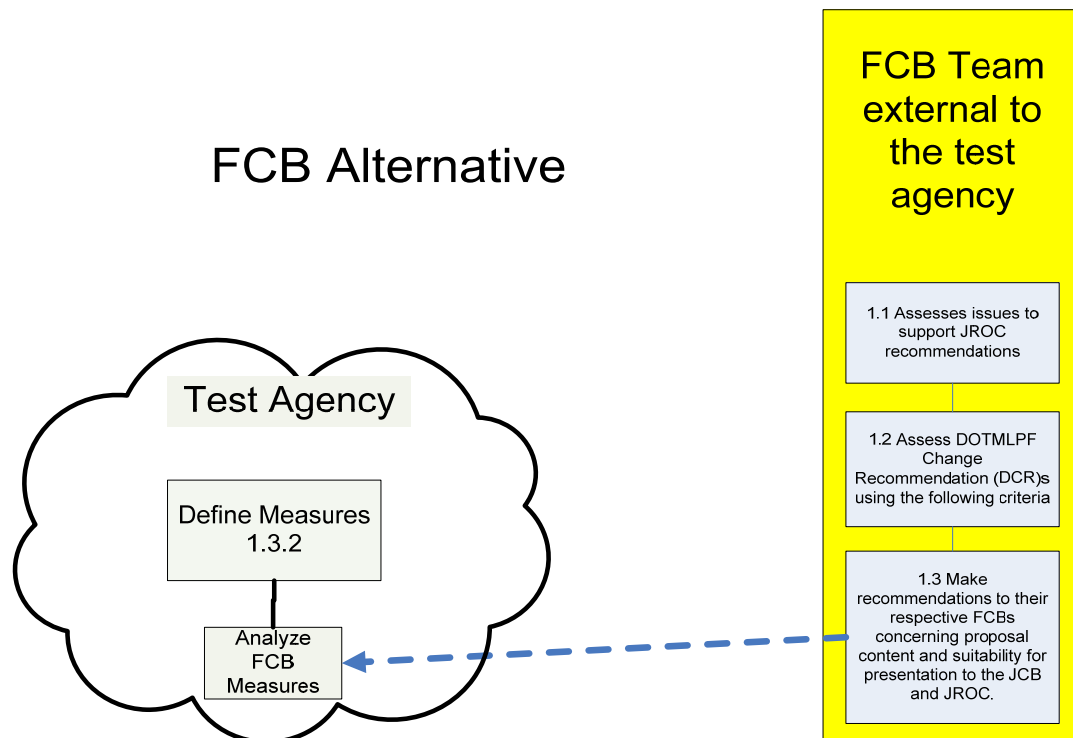 FCB Alternative
FCB Team
external to
the test
agency
1.1 Assesses issues to
support JROC
recommendations
1.2 Assess DOTMLPF
Change
Recommendation (DCR)s
using the following criteria
1.3 Make
recommendations to their
respective FCBs
concerning proposal
content and suitability for
presentation to the JCB
and JROC.
Test Agency
Define Measures
1.3.2
Analyze
FCB
Measures